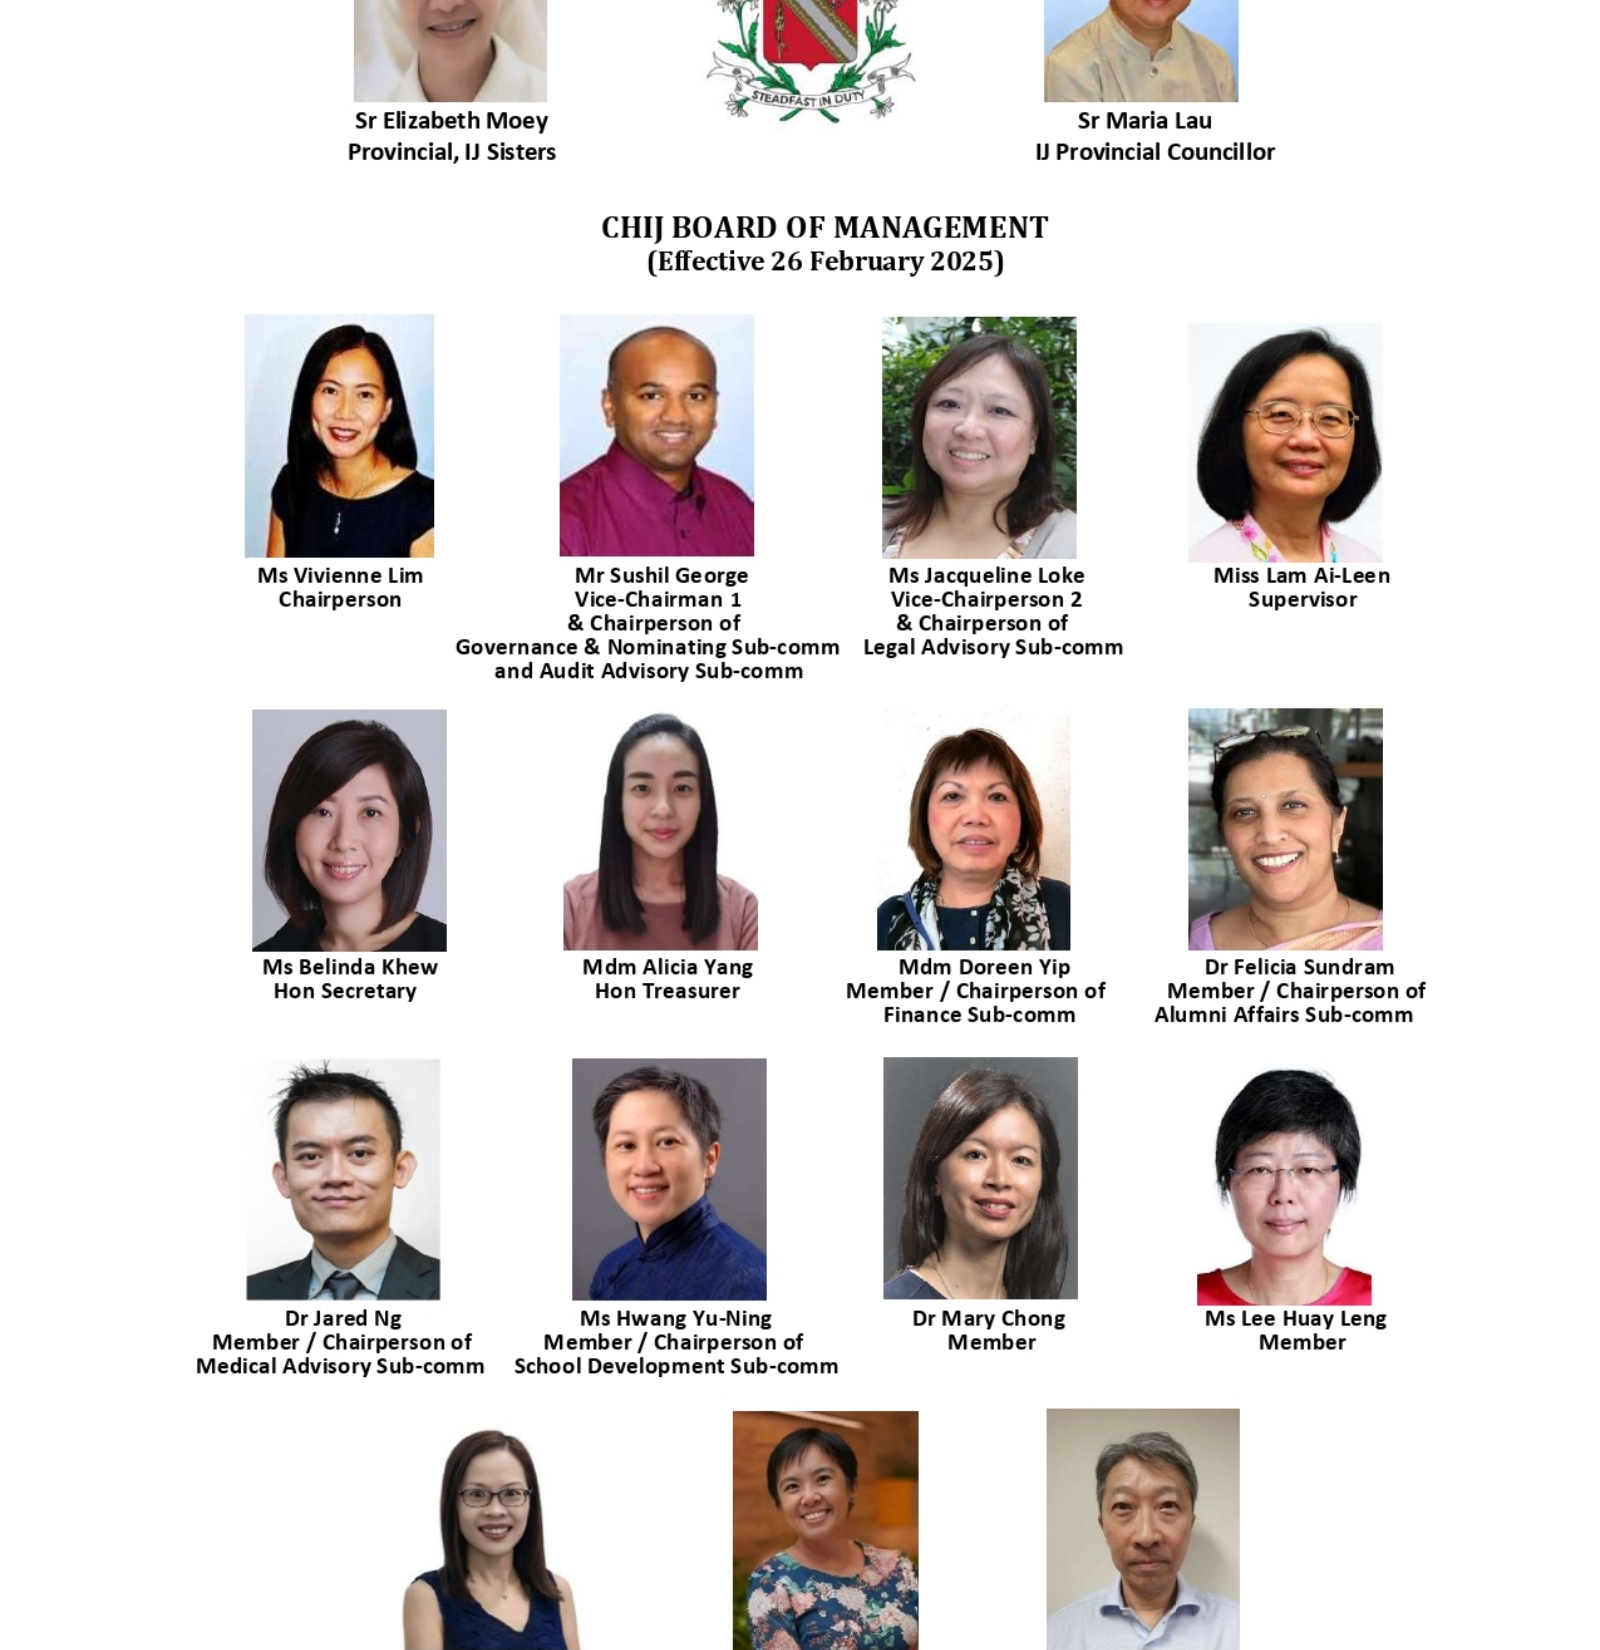 STEADFAST IN DUTY
Sr Elizabeth Moey
Provincial, IJ Sisters
Sr Maria Lau
IJ Provincial Councillor
CHIJ BOARD OF MANAGEMENT
(Effective 26 February 2025)
Ms Vivienne Lim
Chairperson
Mr Sushil George
Vice-Chairman 1
& Chairperson of
Governance & Nominating Sub-comm
and Audit Advisory Sub-comm
Ms Jacqueline Loke
Vice-Chairperson 2
& Chairperson of
Legal Advisory Sub-comm
Miss Lam Ai-Leen
Supervisor
Ms Belinda Khew
Hon Secretary
Mdm Alicia Yang
Hon Treasurer
Mdm Doreen Yip
Member / Chairperson of
Finance Sub-comm
Dr Felicia Sundram
Member / Chairperson of
Alumni Affairs Sub-comm
Dr Jared Ng
Member / Chairperson of
Medical Advisory Sub-comm
Ms Hwang Yu-Ning
Member / Chairperson of
School Development Sub-comm
Dr Mary Chong
Member
Ms Lee Huay Leng
Member